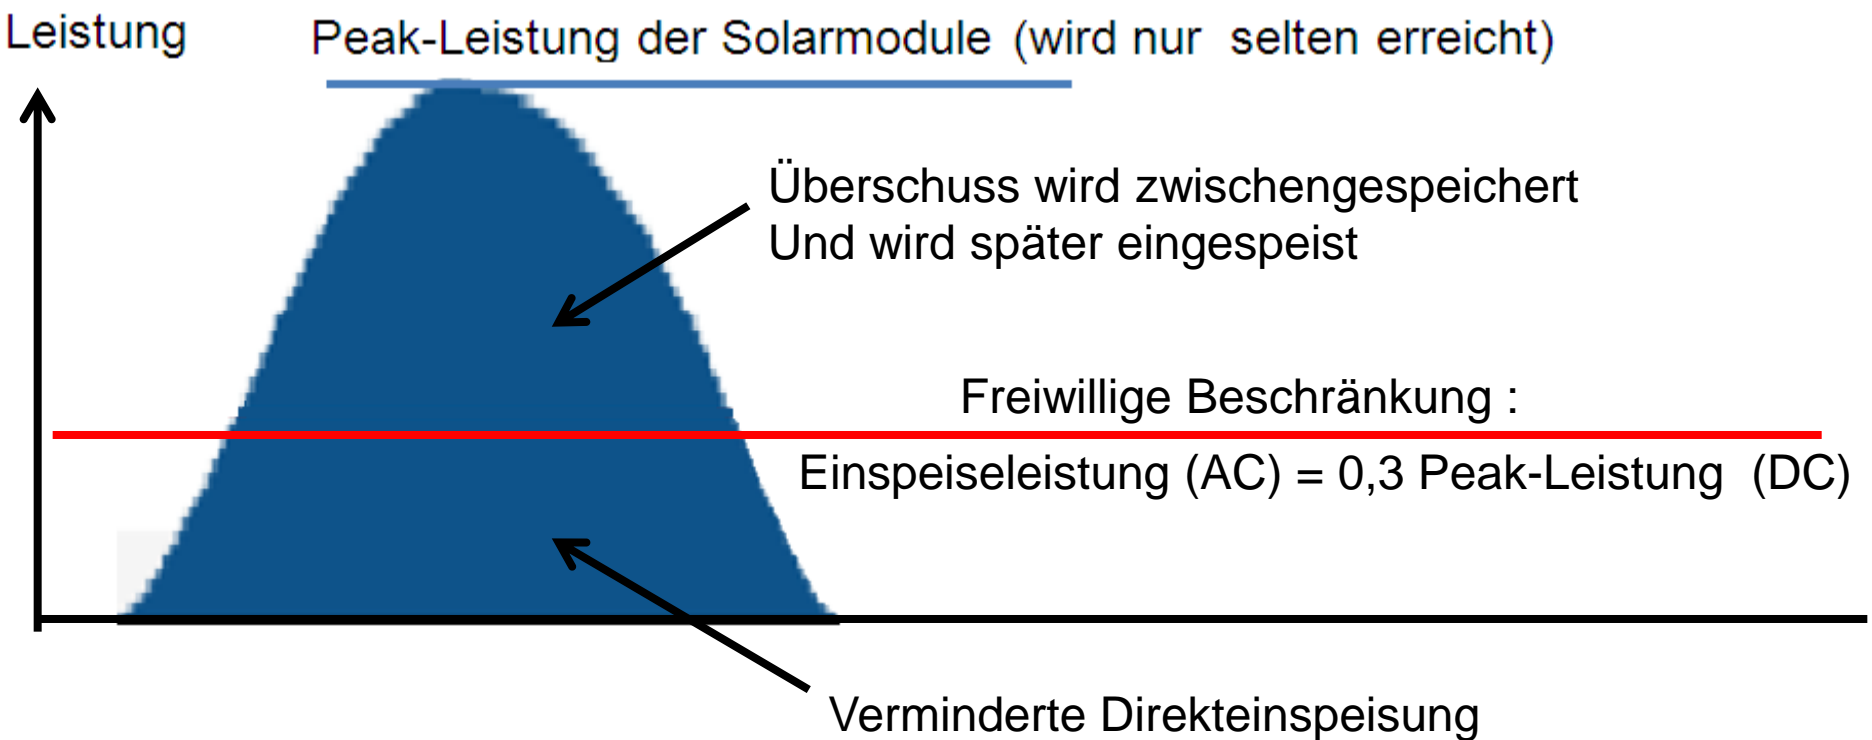 Leistung
Peak-Leistung der Solarmodule (wird nur selten erreicht)
Überschuss wird zwischengespeichert
Und wird später eingespeist
Freiwillige Beschränkung :
Einspeiseleistung (AC) = 0,3 Peak-Leistung (DC)
Verminderte Direkteinspeisung